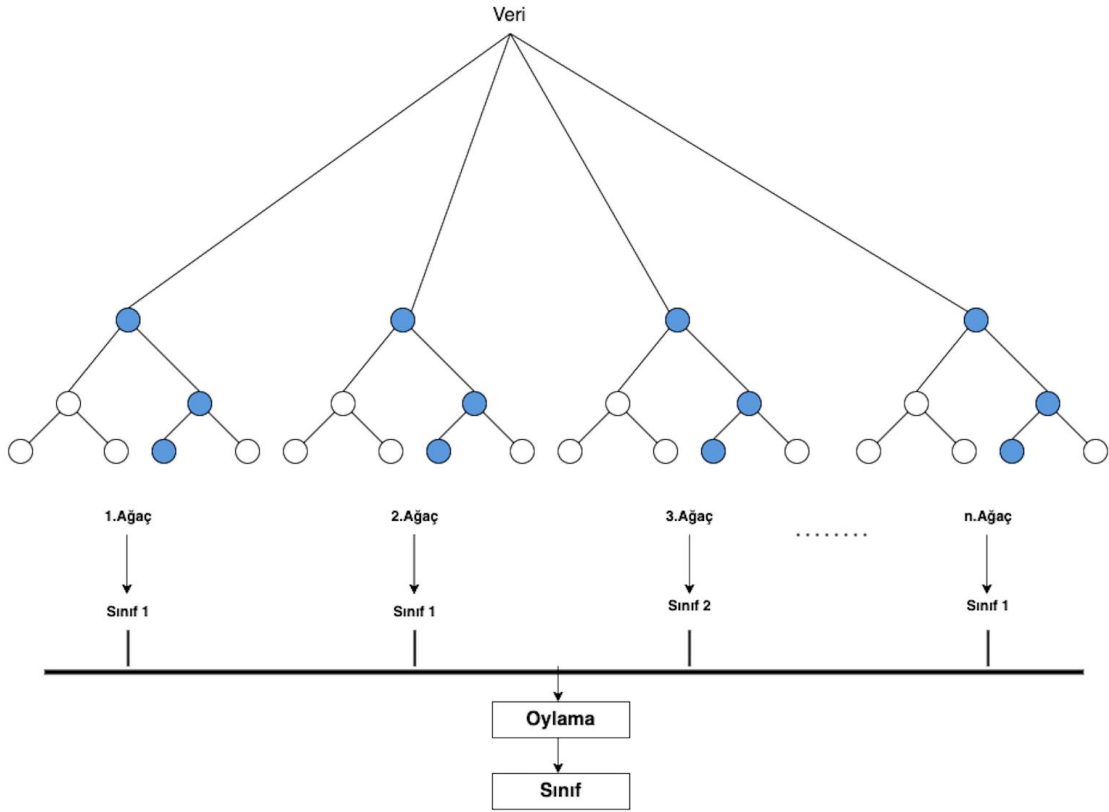 Veri
1.Ağaç
2.Ağaç
3.Ağaç
........
n.Ağaç
Sınıf 1
Sınıf 1
Sınıf 2
Sınıf 1
Oylama
Sınıf